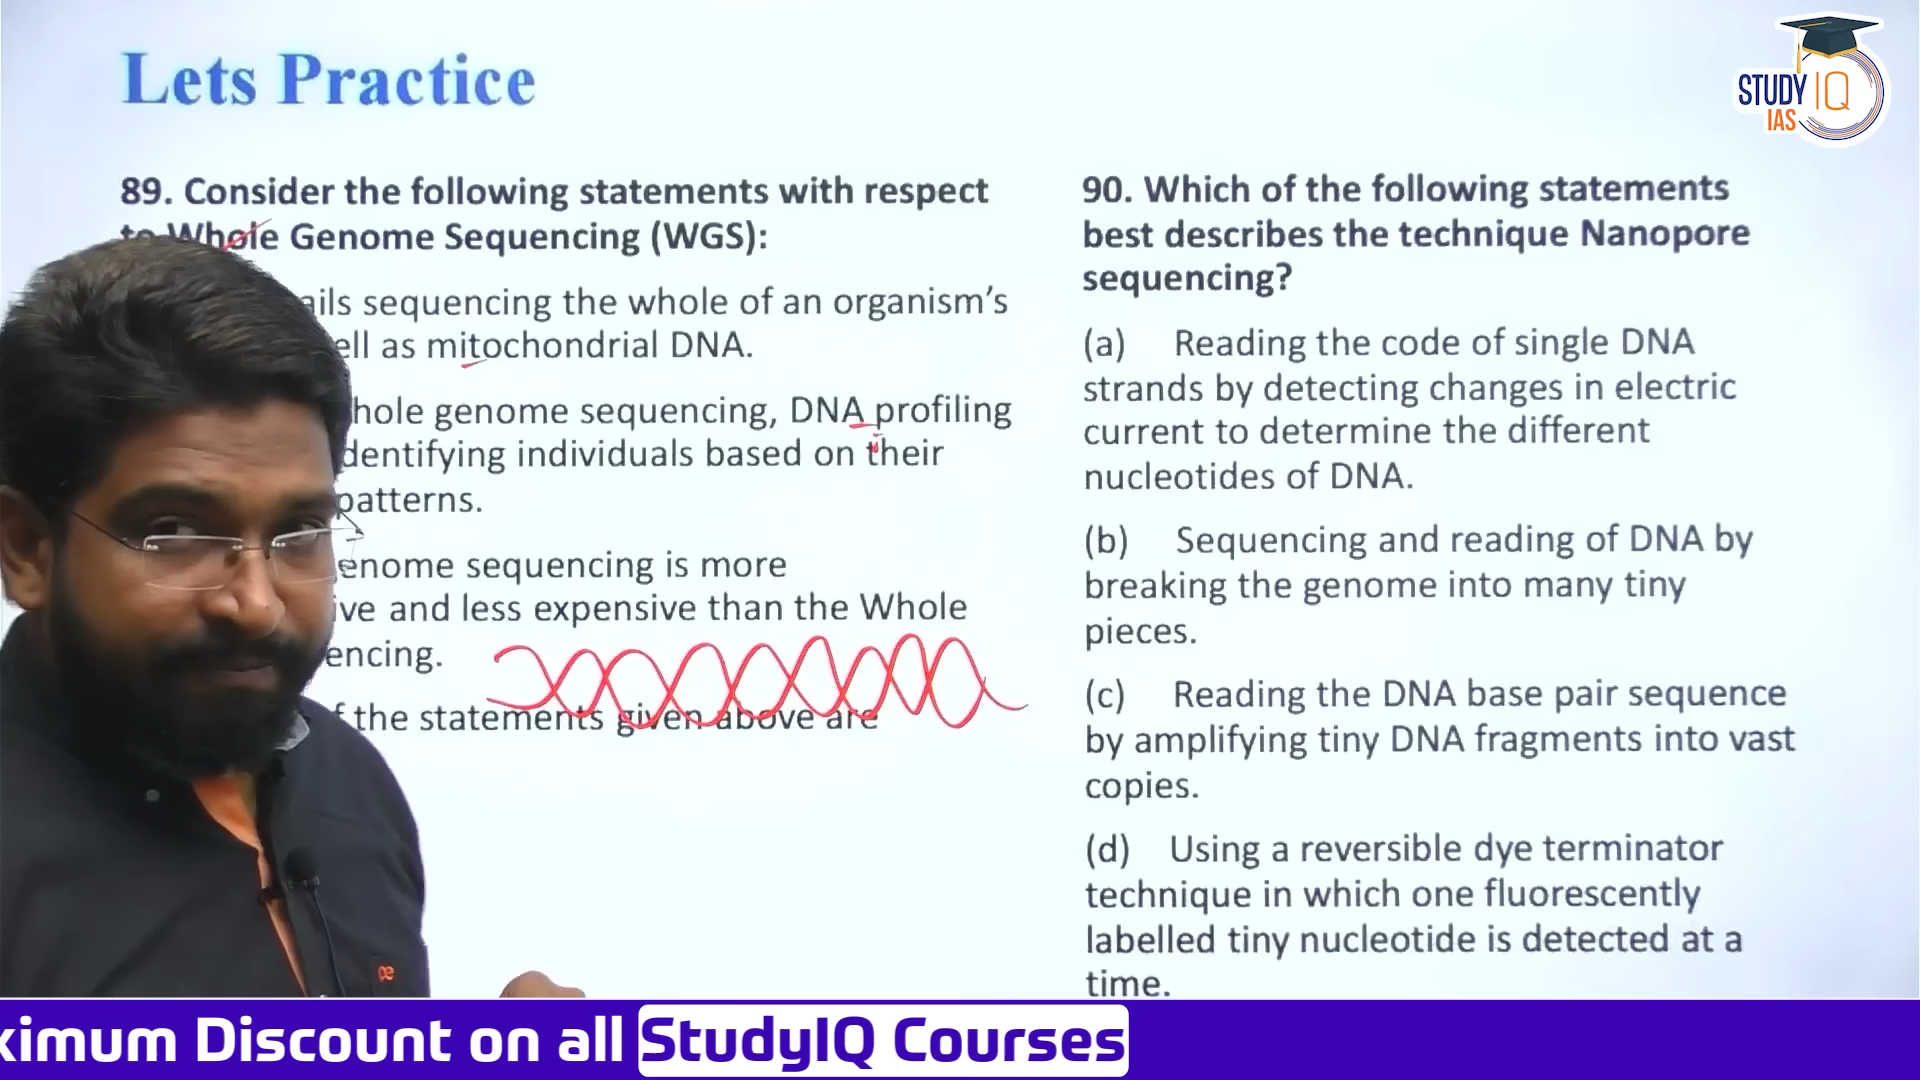 Lets Practice
STUDY IQ
IAS
89. Consider the following statements with respect
to Whole Genome Sequencing (WGS):
ails sequencing the whole of an organism's
ell as mitochondrial DNA.
hole genome sequencing, DNA profiling
dentifying individuals based on their
patterns.
enome sequencing is more
ive and less expensive than the Whole
encing.
f the statements given above are
90. Which of the following statements
best describes the technique Nanopore
sequencing?
(a) Reading the code of single DNA
strands by detecting changes in electric
current to determine the different
nucleotides of DNA.
(b) Sequencing and reading of DNA by
breaking the genome into many tiny
pieces.
(c) Reading the DNA base pair sequence
by amplifying tiny DNA fragments into vast
copies.
(d) Using a reversible dye terminator
technique in which one fluorescently
labelled tiny nucleotide is detected at a
time.
ximum Discount on all StudyIQ Courses